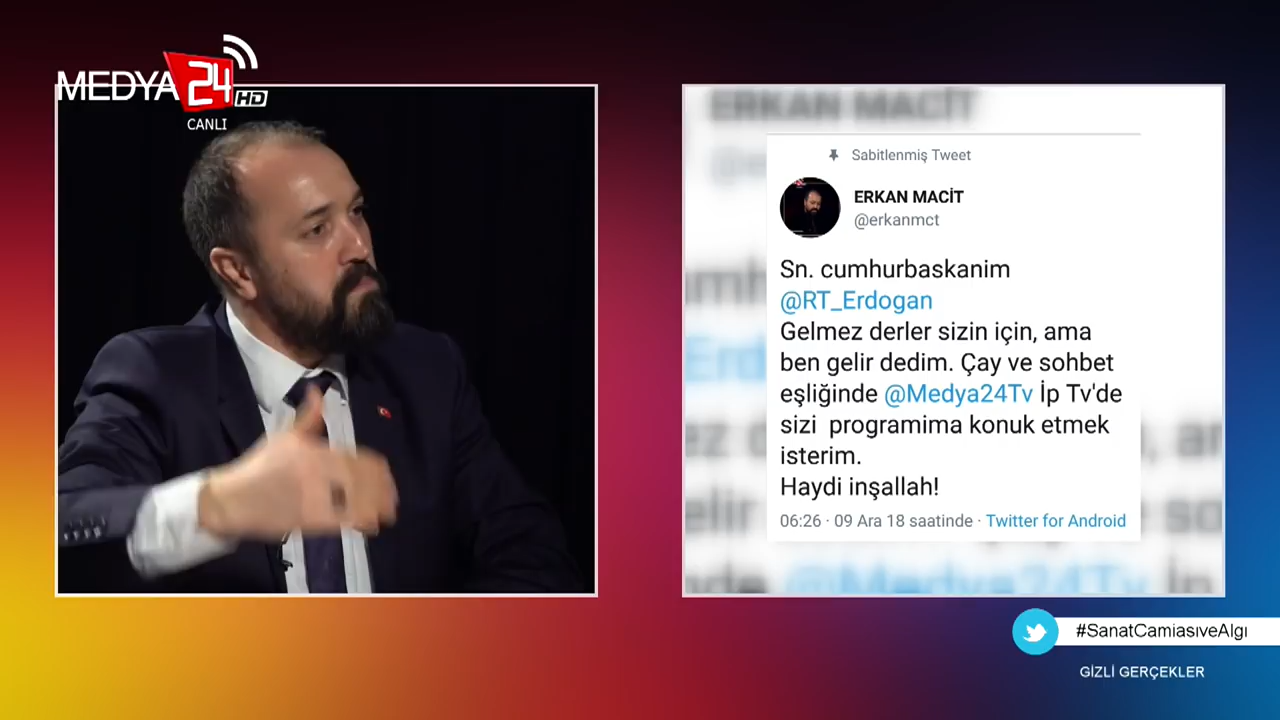 MEDYA 24 HD
CANLI
ERKAN MACİT
Sabitlenmiş Tweet
ERKAN MACİT
@erkanmct
Sn. cumhurbaskanim
@RT_Erdogan
Gelmez derler sizin için, ama
ben gelir dedim. Çay ve sohbet
eşliğinde @Medya24Tv İp Tv'de
sizi programima konuk etmek
isterim.
Haydi inşallah!
06:26 · 09 Ara 18 saatinde · Twitter for Android
#SanatCamiasıveAlgı
GİZLİ GERÇEKLER